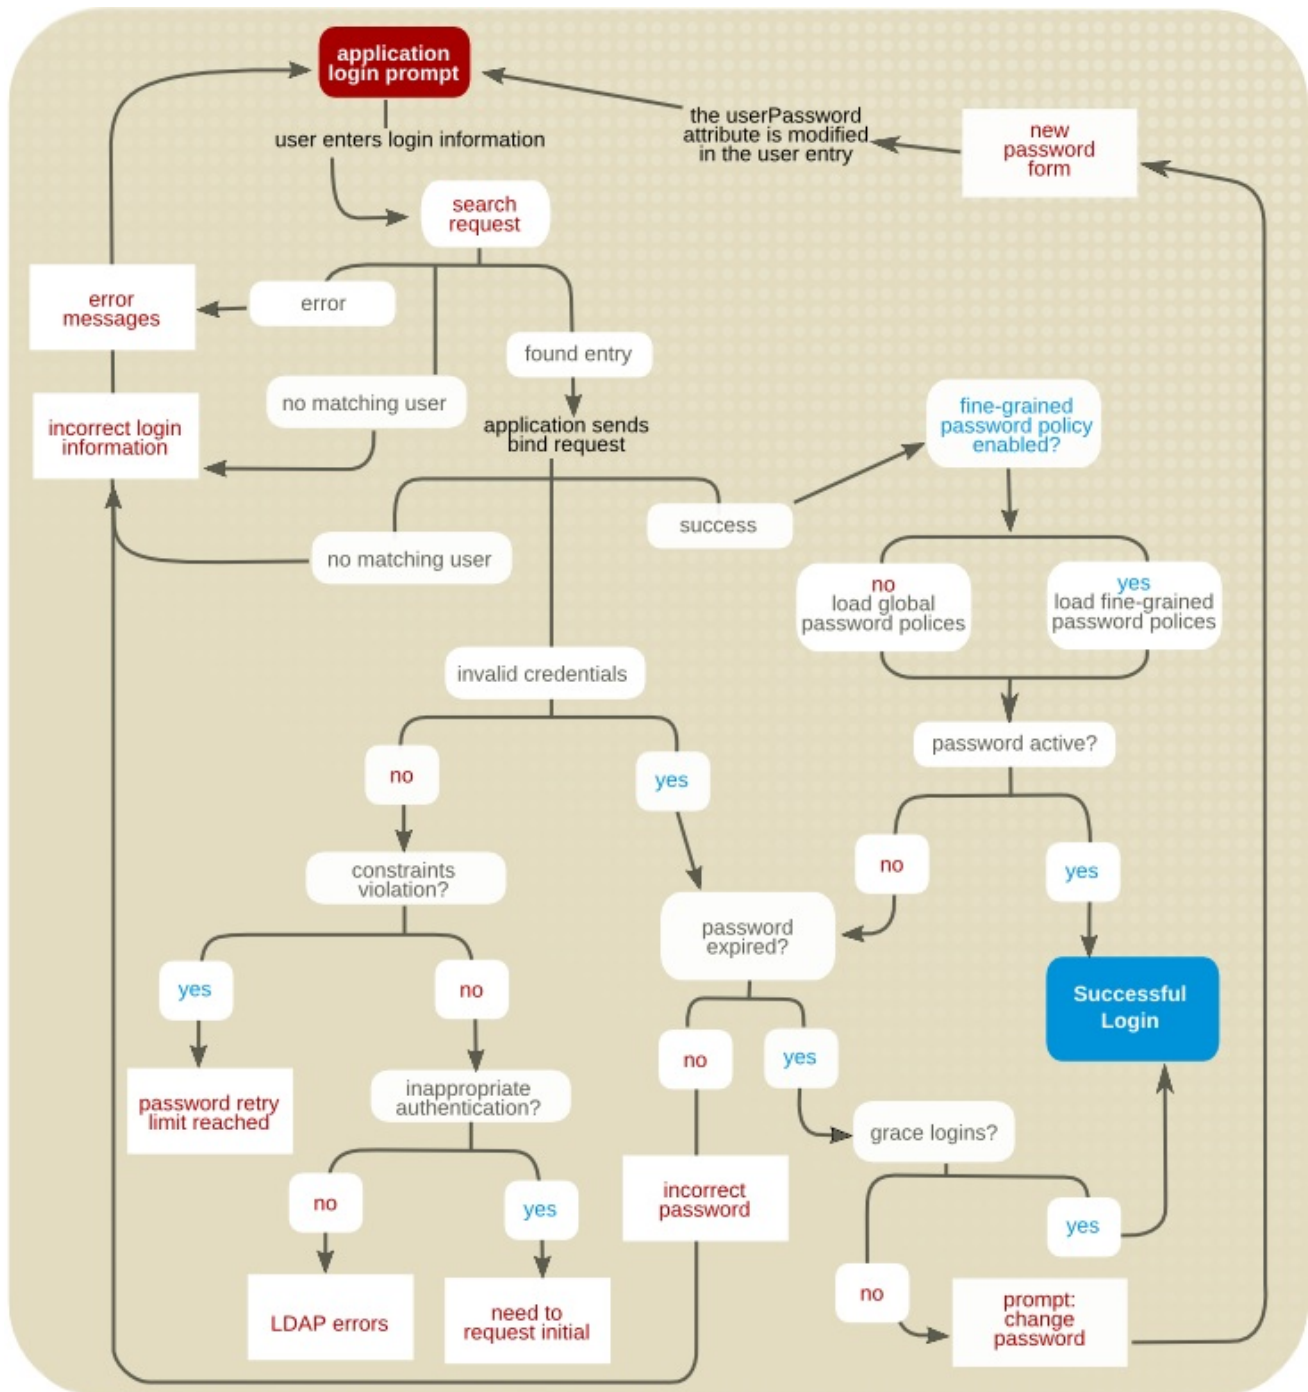 application
login prompt
user enters login information
the userPassword
attribute is modified
in the user entry
new
password
form
search
request
error
messages
error
found entry
no matching user
incorrect login
information
application sends
bind request
fine-grained
password policy
enabled?
success
no matching user
no
load global
password polices
yes
load fine-grained
password polices
invalid credentials
password active?
no
yes
no
yes
constraints
violation?
password
expired?
yes
no
Successful
Login
no
yes
password retry
limit reached
inappropriate
authentication?
grace logins?
no
yes
incorrect
password
yes
no
LDAP errors
need to
request initial
prompt:
change
password